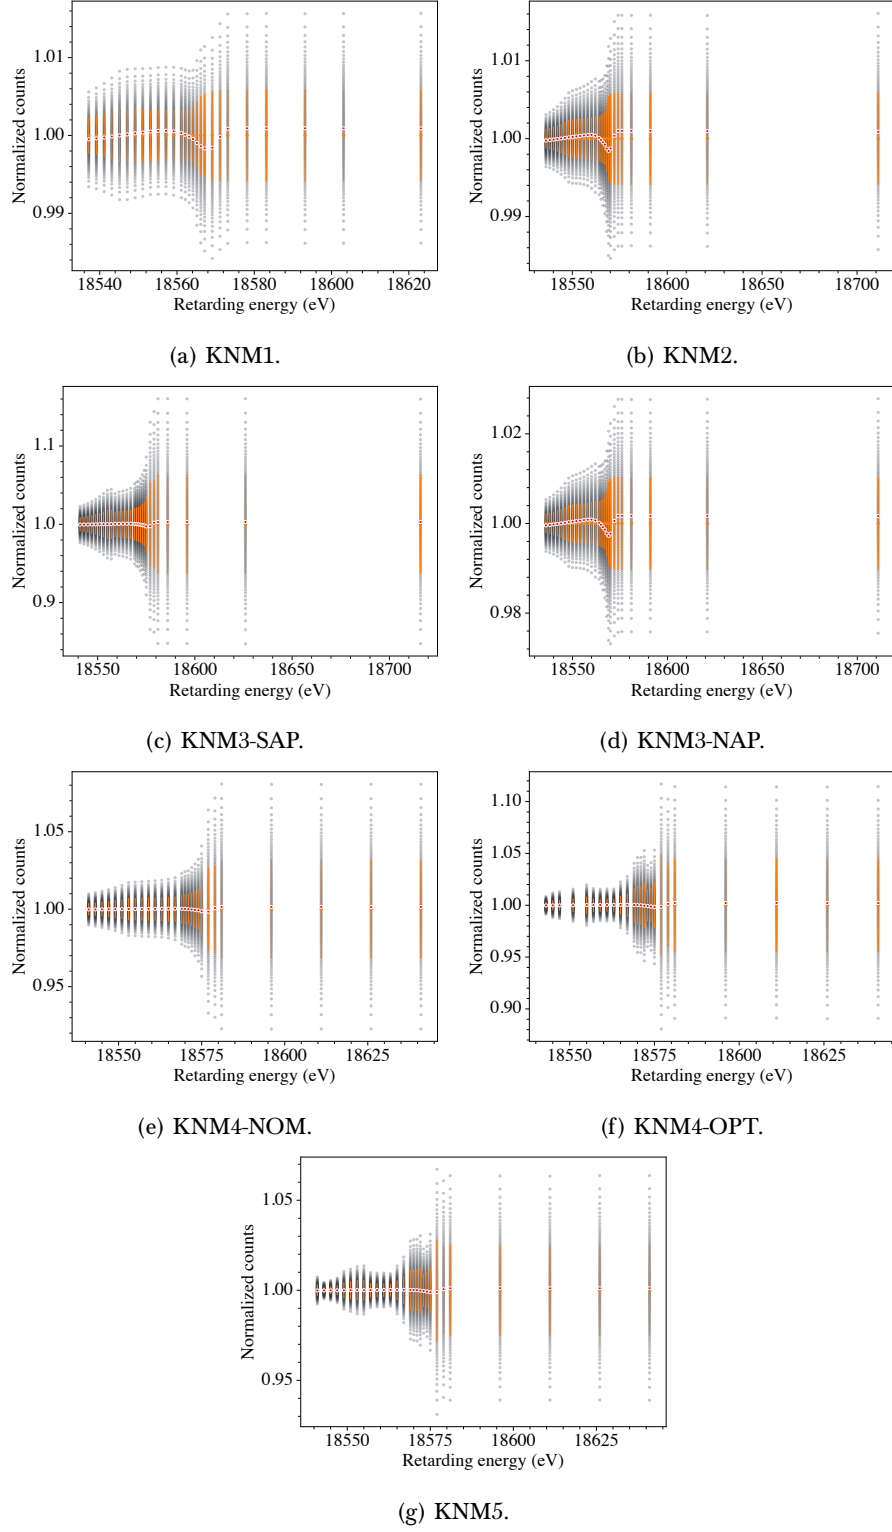 1.01
1.00
0.99
Normalized counts
18540 18560 18580 18600 18620
Retarding energy (eV)
(a) KNM1.
1.01
1.00
0.99
Normalized counts
18550 18600 18650 18700
Retarding energy (eV)
(b) KNM2.
1.1
1.0
0.9
Normalized counts
18550 18600 18650 18700
Retarding energy (eV)
(c) KNM3-SAP.
1.02
1.00
0.98
Normalized counts
18550 18600 18650 18700
Retarding energy (eV)
(d) KNM3-NAP.
1.05
1.00
0.95
Normalized counts
18550 18575 18600 18625
Retarding energy (eV)
(e) KNM4-NOM.
1.10
1.05
1.00
0.95
0.90
Normalized counts
18550 18575 18600 18625
Retarding energy (eV)
(f) KNM4-OPT.
1.05
1.00
0.95
Normalized counts
18550 18575 18600 18625
Retarding energy (eV)
(g) KNM5.